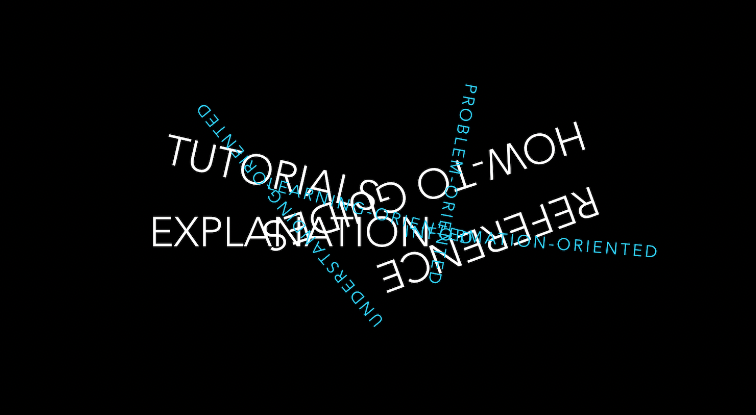 TUTORIALS
LEARNING-ORIENTED
HOW-TO GUIDES
PROBLEM-ORIENTED
EXPLANATION
UNDERSTANDING-ORIENTED
REFERENCE
INFORMATION-ORIENTED